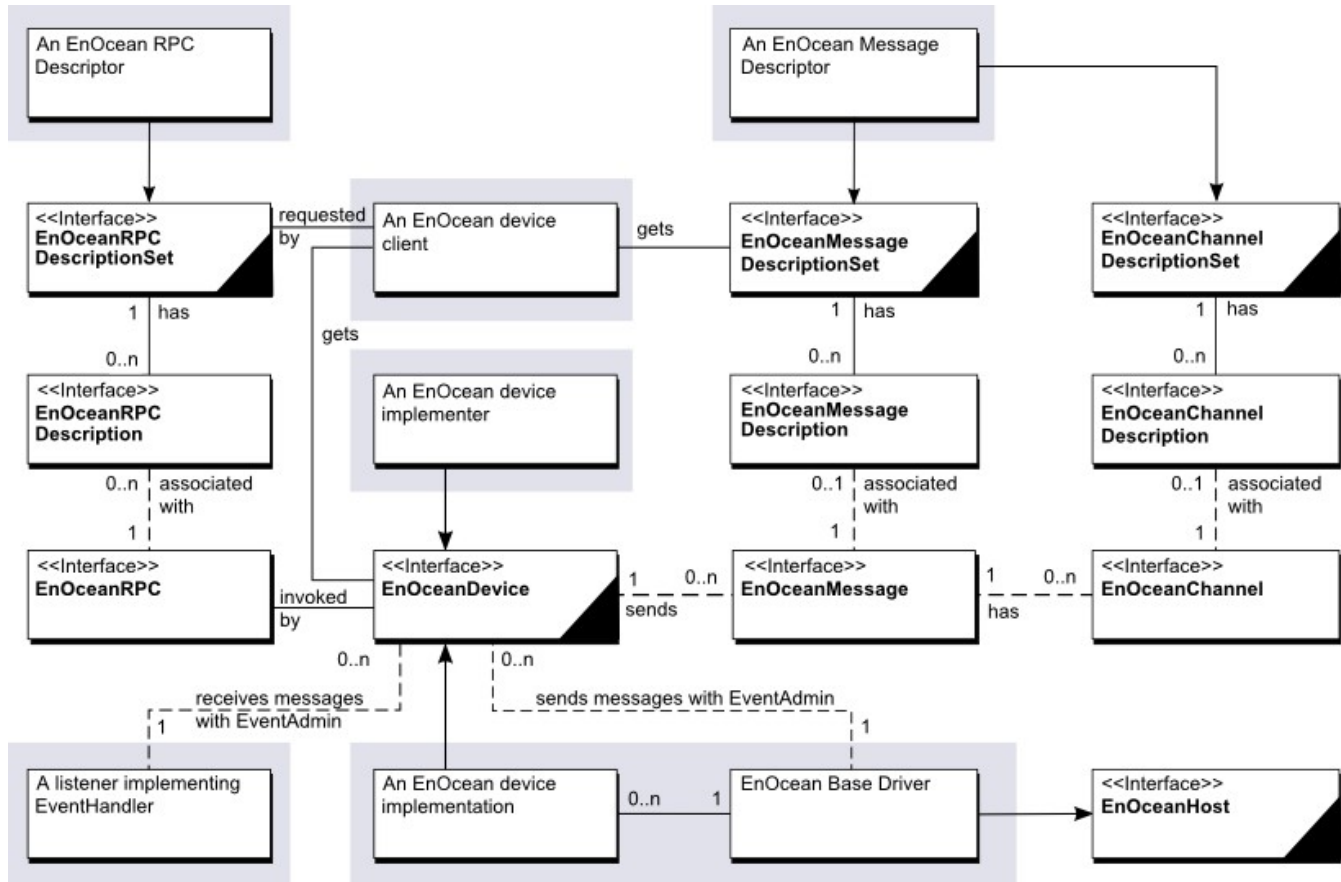 An EnOcean RPC
Descriptor
An EnOcean Message
Descriptor
<<Interface>>
EnOceanRPC
DescriptionSet
requested
by
An EnOcean device
client
gets
<<Interface>>
EnOceanMessage
DescriptionSet
<<Interface>>
EnOceanChannel
DescriptionSet
1 has
0..n
gets
1 has
0..n
1 has
0..n
<<Interface>>
EnOceanRPC
Description
An EnOcean device
implementer
<<Interface>>
EnOceanMessage
Description
<<Interface>>
EnOceanChannel
Description
0..n associated
with
1
0..1 associated
with
1
0..1 associated
with
1
<<Interface>>
EnOceanRPC
invoked
by
<<Interface>>
EnOceanDevice
1 0..n
sends
<<Interface>>
EnOceanMessage
1 0..n
has
<<Interface>>
EnOceanChannel
0..n
0..n
receives messages
with EventAdmin
1
sends messages with EventAdmin
1
A listener implementing
EventHandler
An EnOcean device
implementation
0..n 1
EnOcean Base Driver
<<Interface>>
EnOceanHost